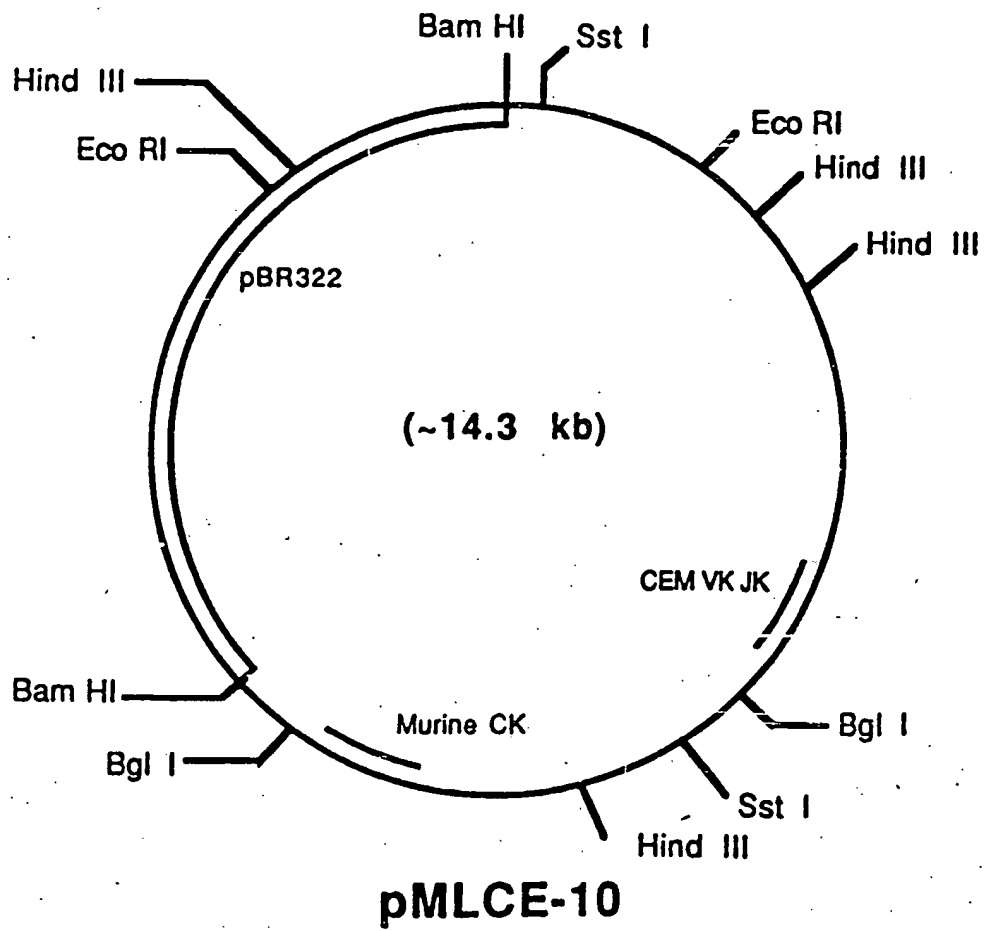 Bam HI
Sst I
Hind III
Eco RI
Eco RI
Hind III
Hind III
pBR322
(~14.3 kb)
CEM VK JK
Bam HI
Murine CK
Bgl I
Bgl I
Sst I
Hind III
pMLCE-10